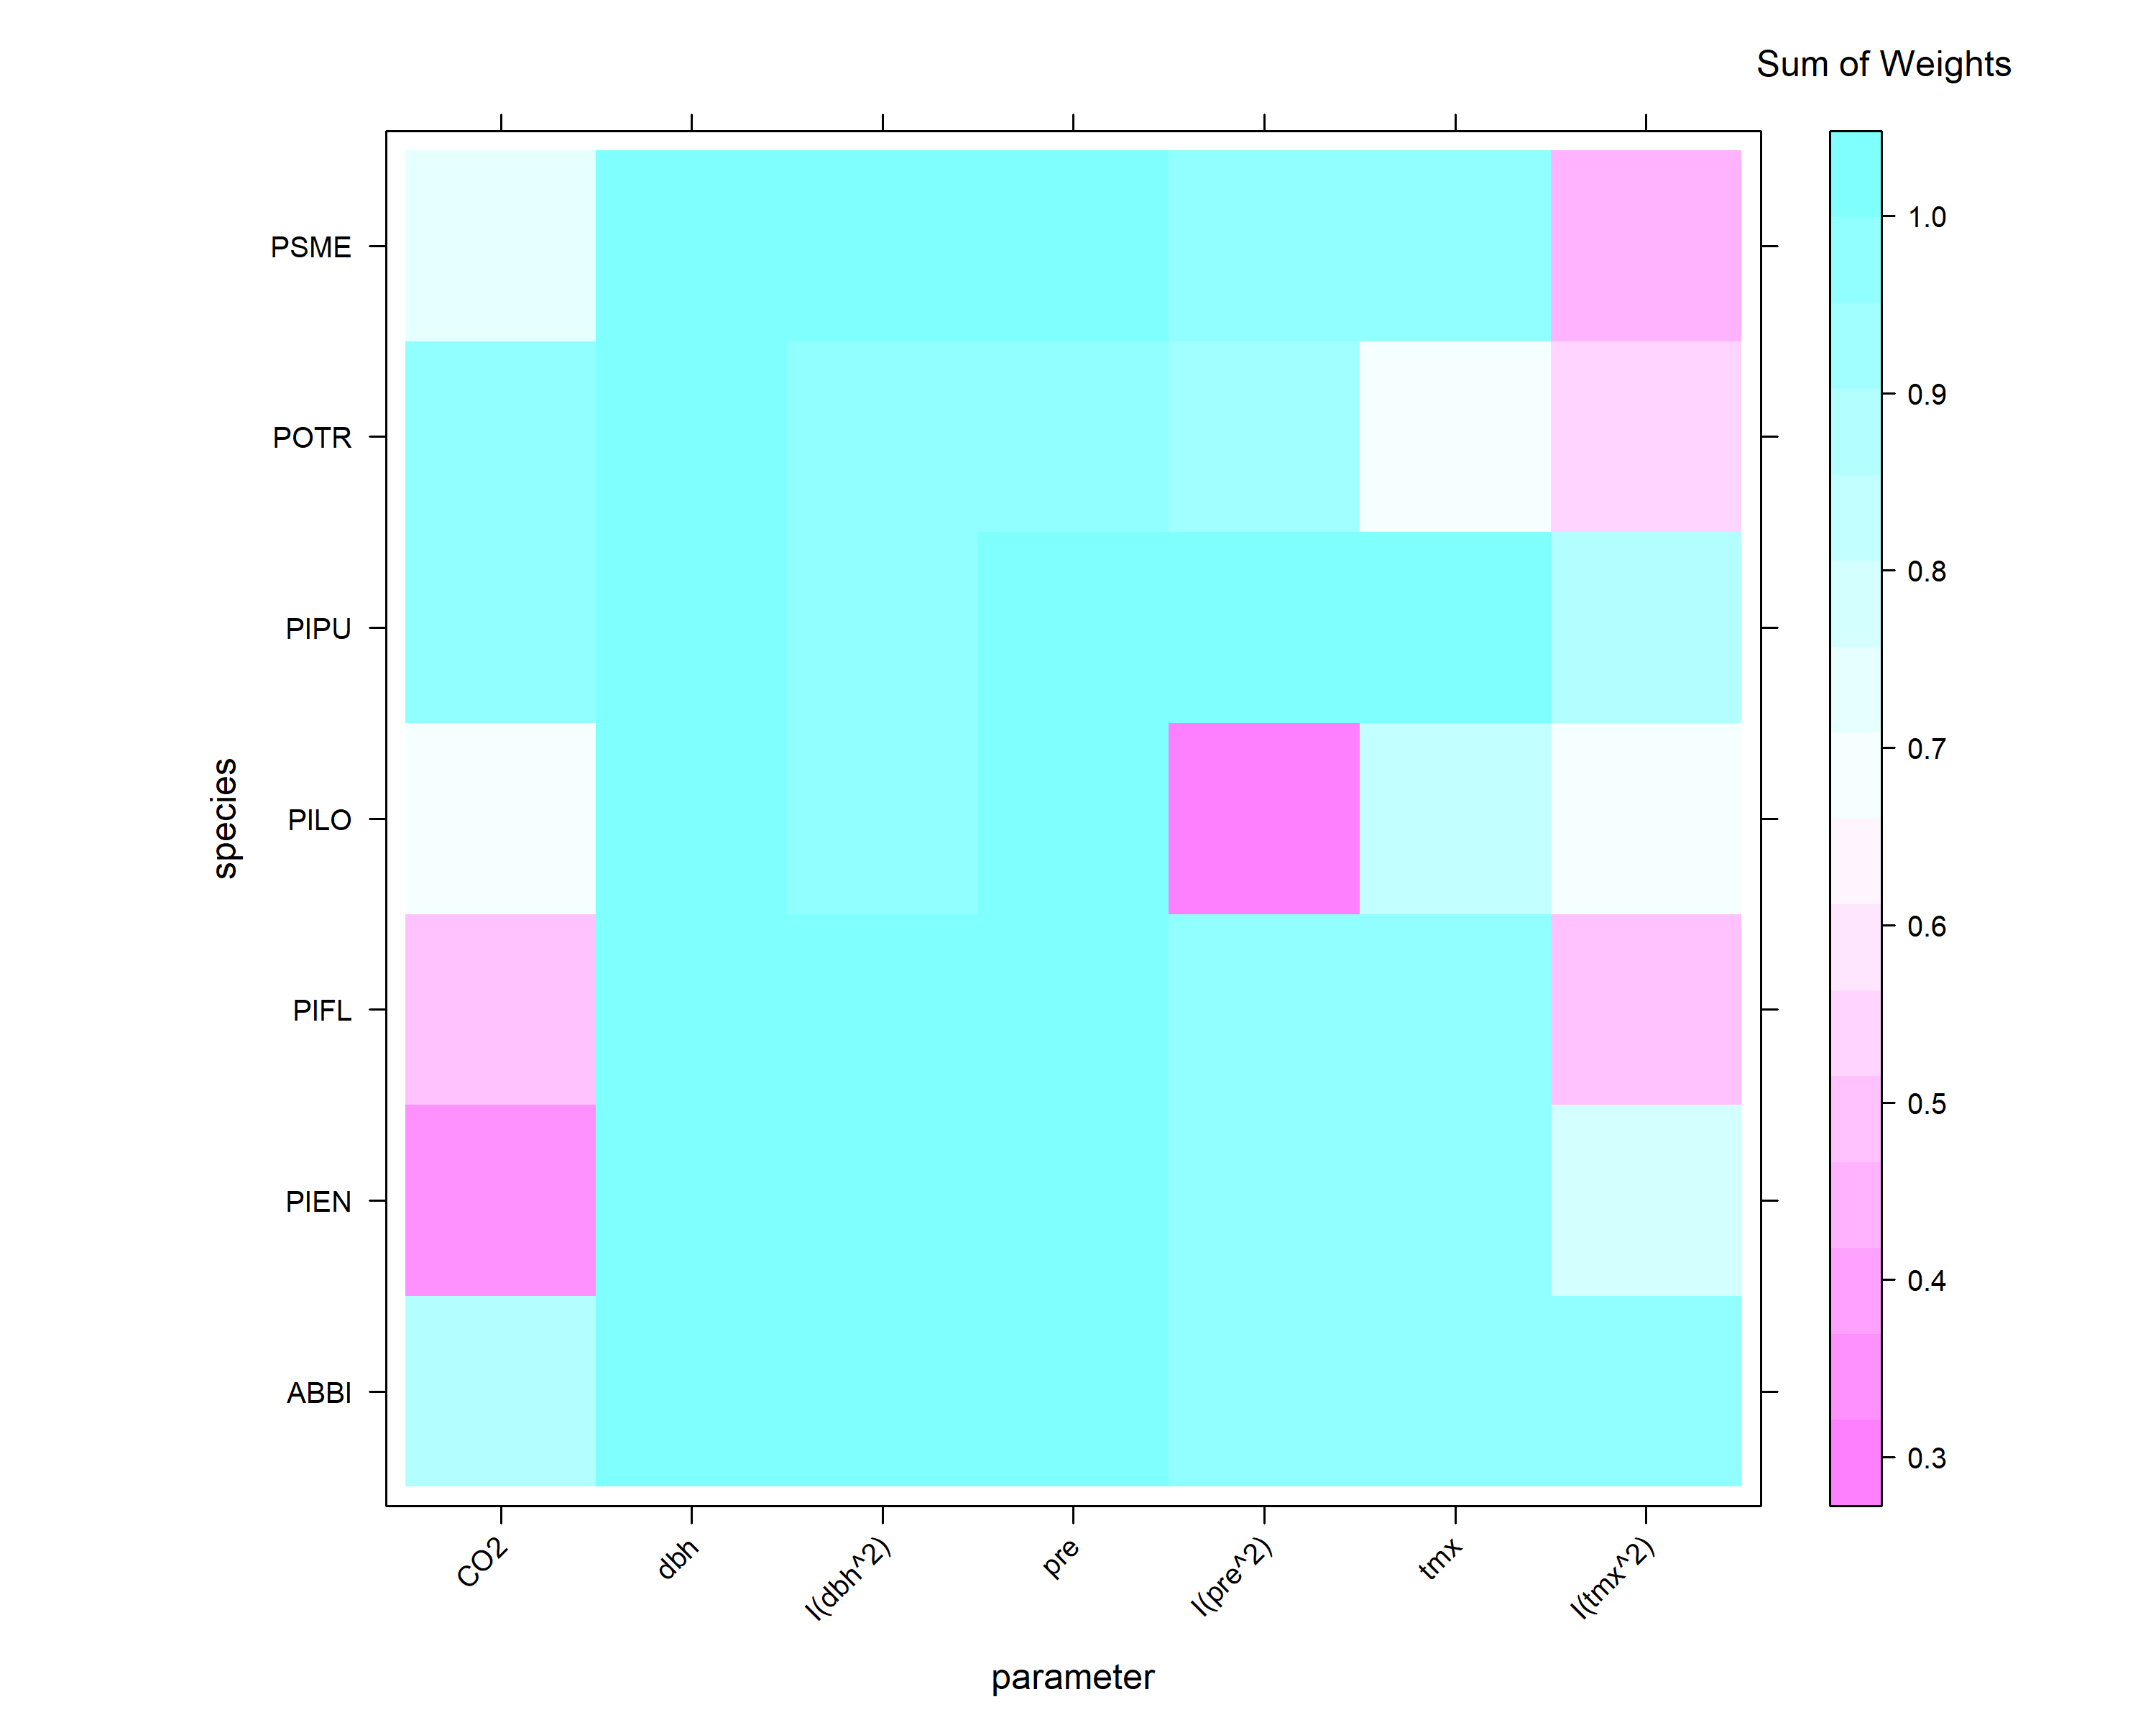 Sum of Weights
PSME
POTR
PIPU
PILO
PIFL
PIEN
ABBI
species
CO2
dbh
I(dbh^2)
pre
I(pre^2)
tmx
I(tmx^2)
parameter
1.0
0.9
0.8
0.7
0.6
0.5
0.4
0.3